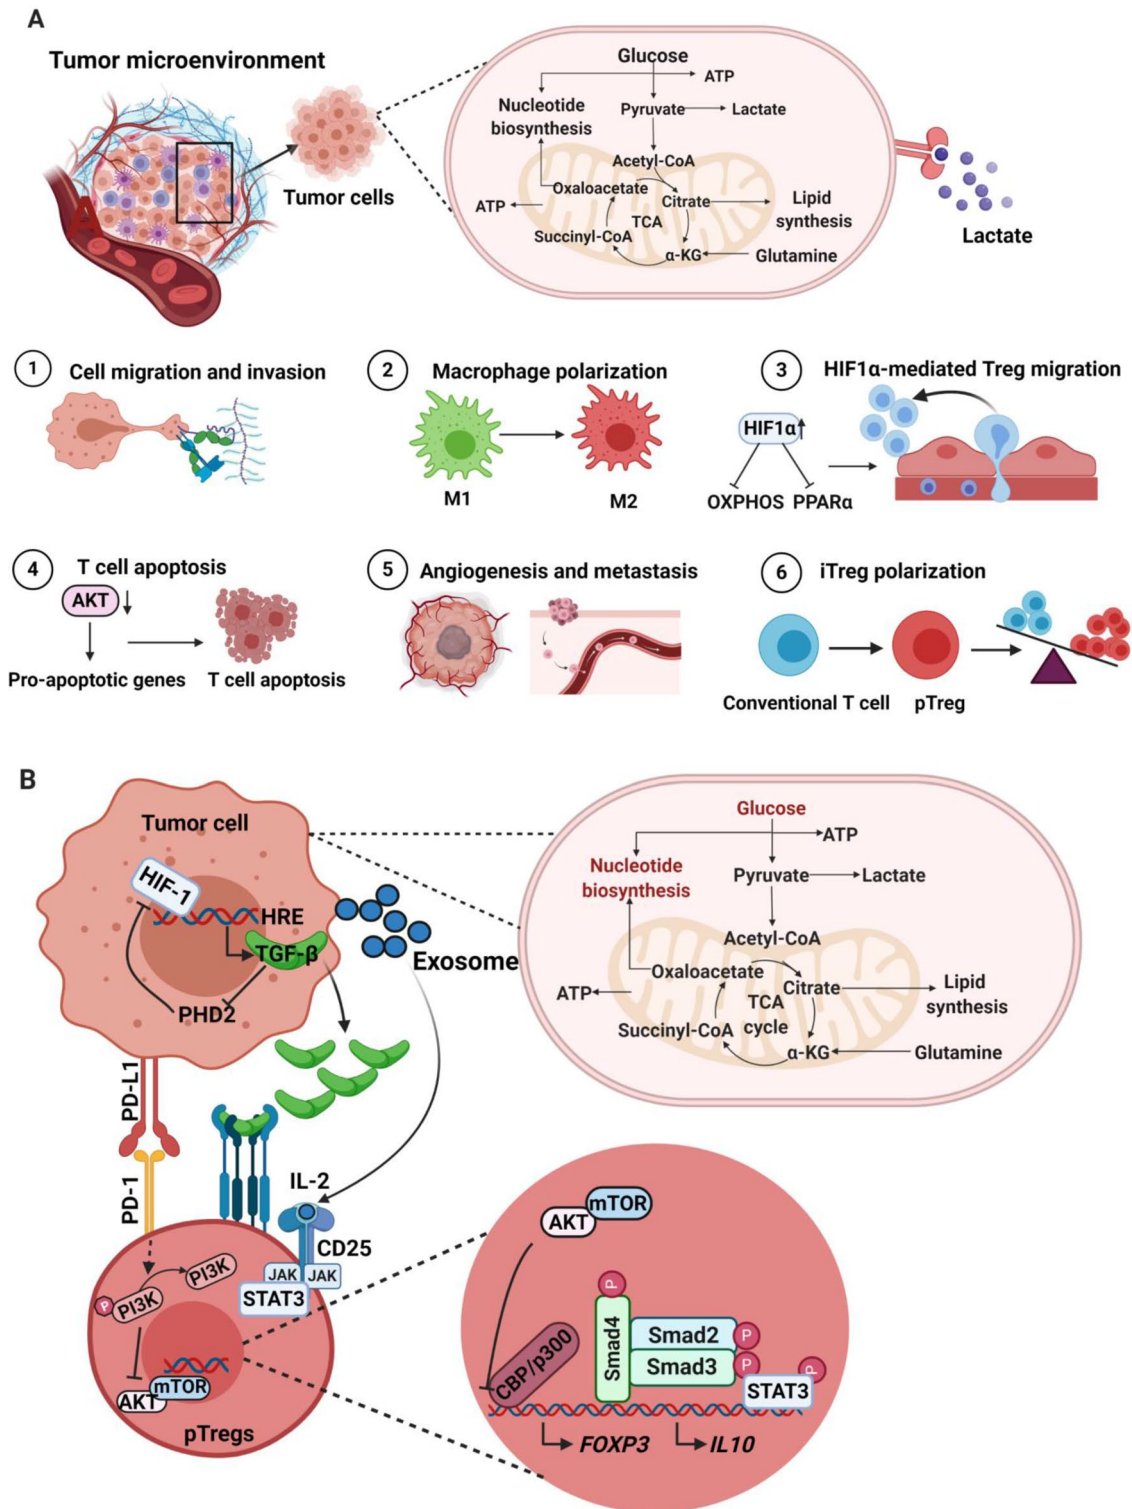 A
Tumor microenvironment
Tumor cells
Glucose
ATP
Nucleotide
biosynthesis
Pyruvate
Lactate
Acetyl-CoA
Oxaloacetate
Citrate
Lipid
synthesis
ATP
TCA
Succinyl-CoA
α-KG
Glutamine
Lactate
1
Cell migration and invasion
2
Macrophage polarization
M1
M2
3
HIF1α-mediated Treg migration
HIF1α
OXPHOS
PPARα
4
T cell apoptosis
AKT
Pro-apoptotic genes
T cell apoptosis
5
Angiogenesis and metastasis
6
iTreg polarization
Conventional T cell
pTreg
B
Tumor cell
HIF-1
HRE
TGF-β
PHD2
Exosome
Glucose
ATP
Nucleotide
biosynthesis
Pyruvate
Lactate
Acetyl-CoA
Oxaloacetate
Citrate
Lipid
synthesis
ATP
TCA
cycle
Succinyl-CoA
α-KG
Glutamine
PD-L1
PD-1
IL-2
CD25
JAK
JAK
STAT3
PI3K
P
PI3K
AKT
mTOR
pTregs
AKT
mTOR
CBP/p300
P
Smad4
Smad2
P
Smad3
P
P
STAT3
FOXP3
IL10